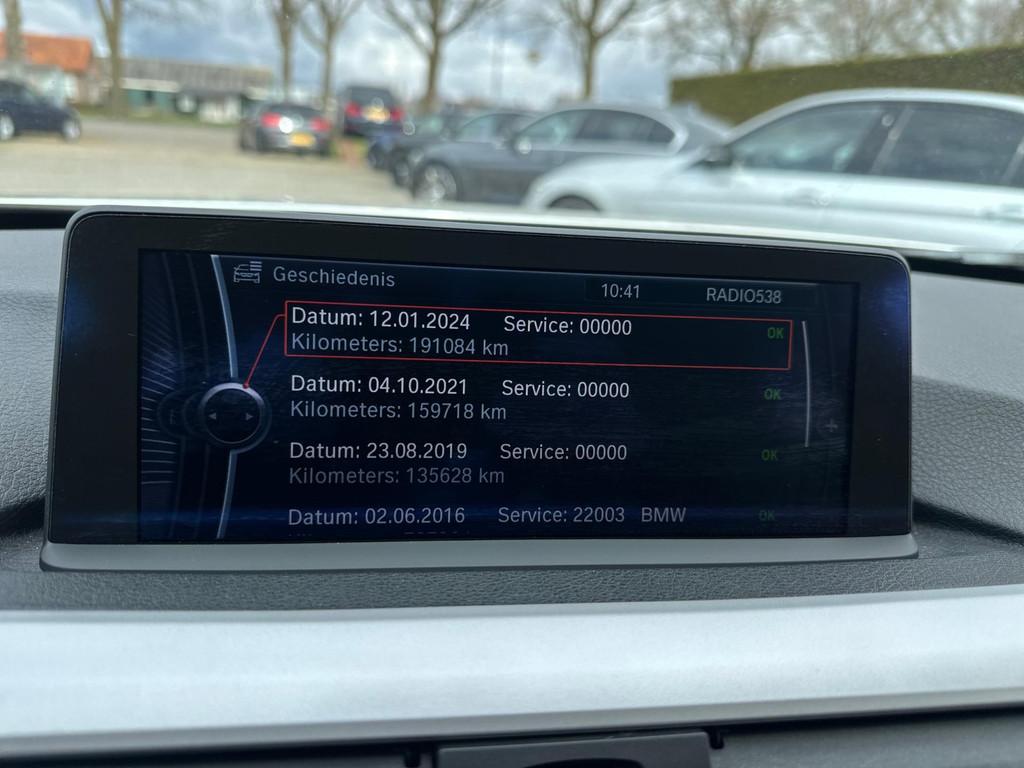 Geschiedenis 10:41 RADIO538
Datum: 12.01.2024 Service: 00000 OK
Kilometers: 191084 km
Datum: 04.10.2021 Service: 00000 OK
Kilometers: 159718 km
Datum: 23.08.2019 Service: 00000 OK
Kilometers: 135628 km
Datum: 02.06.2016 Service: 22003 BMW OK